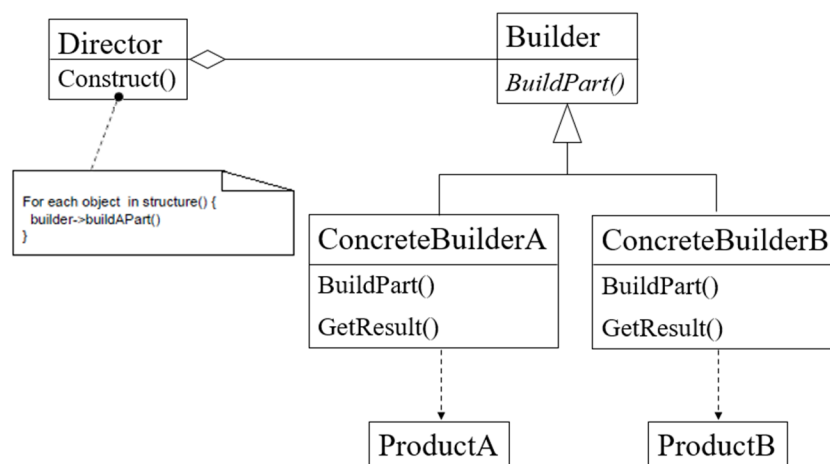 Director
Construct()
Builder
BuildPart()
For each object in structure() {
builder->buildAPart()
}
ConcreteBuilderA
BuildPart()
GetResult()
ConcreteBuilderB
BuildPart()
GetResult()
ProductA
ProductB